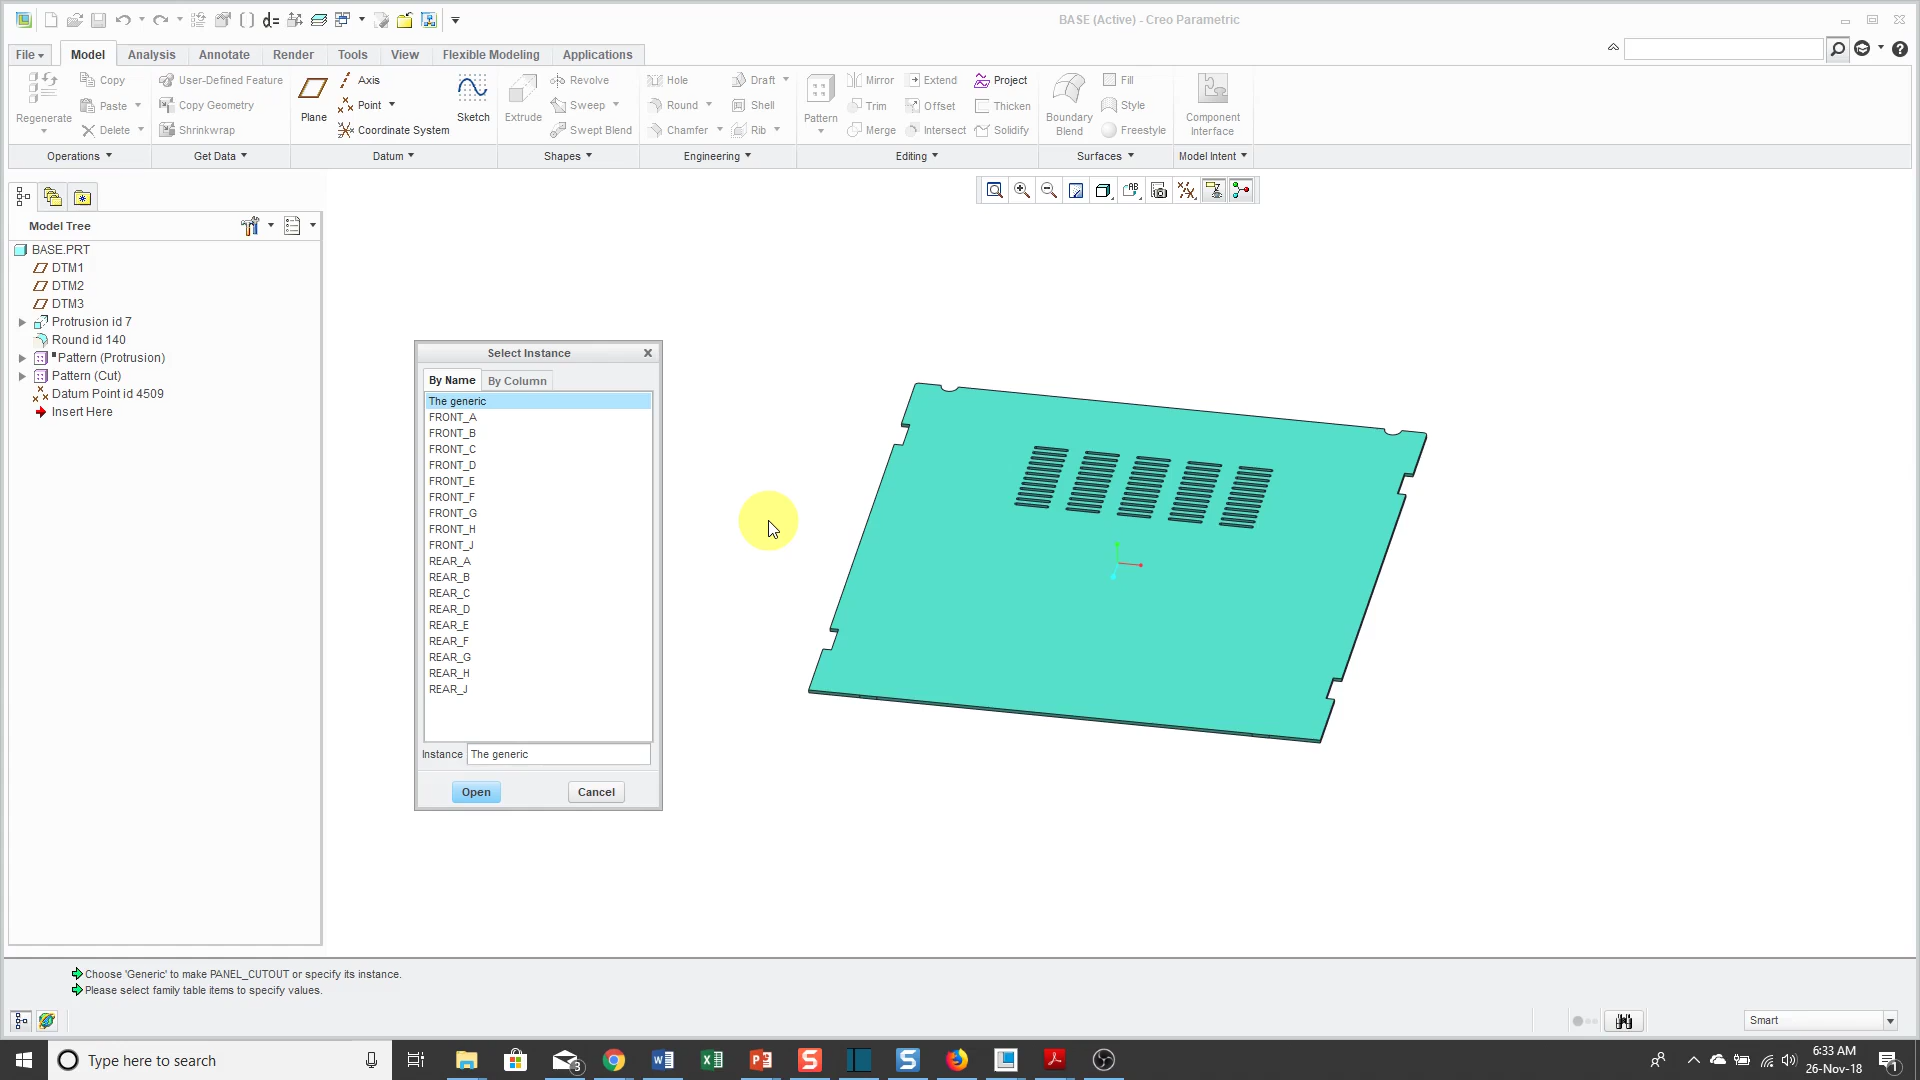 BASE (Active) - Creo Parametric
File Model Analysis Annotate Render Tools View Flexible Modeling Applications
Regenerate
Copy
Paste
Delete
Operations
User-Defined Feature
Copy Geometry
Shrinkwrap
Get Data
Plane
Axis
Point
Coordinate System
Sketch
Datum
Extrude
Revolve
Sweep
Swept Blend
Shapes
Hole
Round
Chamfer
Draft
Shell
Rib
Engineering
Pattern
Mirror
Trim
Merge
Extend
Offset
Intersect
Project
Thicken
Solidify
Editing
Boundary
Blend
Fill
Style
Freestyle
Surfaces
Component
Interface
Model Intent
Model Tree
BASE.PRT
DTM1
DTM2
DTM3
Protrusion id 7
Round id 140
Pattern (Protrusion)
Pattern (Cut)
Datum Point id 4509
Insert Here
Select Instance
By Name By Column
The generic
FRONT_A
FRONT_B
FRONT_C
FRONT_D
FRONT_E
FRONT_F
FRONT_G
FRONT_H
FRONT_J
REAR_A
REAR_B
REAR_C
REAR_D
REAR_E
REAR_F
REAR_G
REAR_H
REAR_J
Instance The generic
Open Cancel
Choose 'Generic' to make PANEL_CUTOUT or specify its instance.
Please select family table items to specify values.
Smart
Type here to search
6:33 AM
26-Nov-18